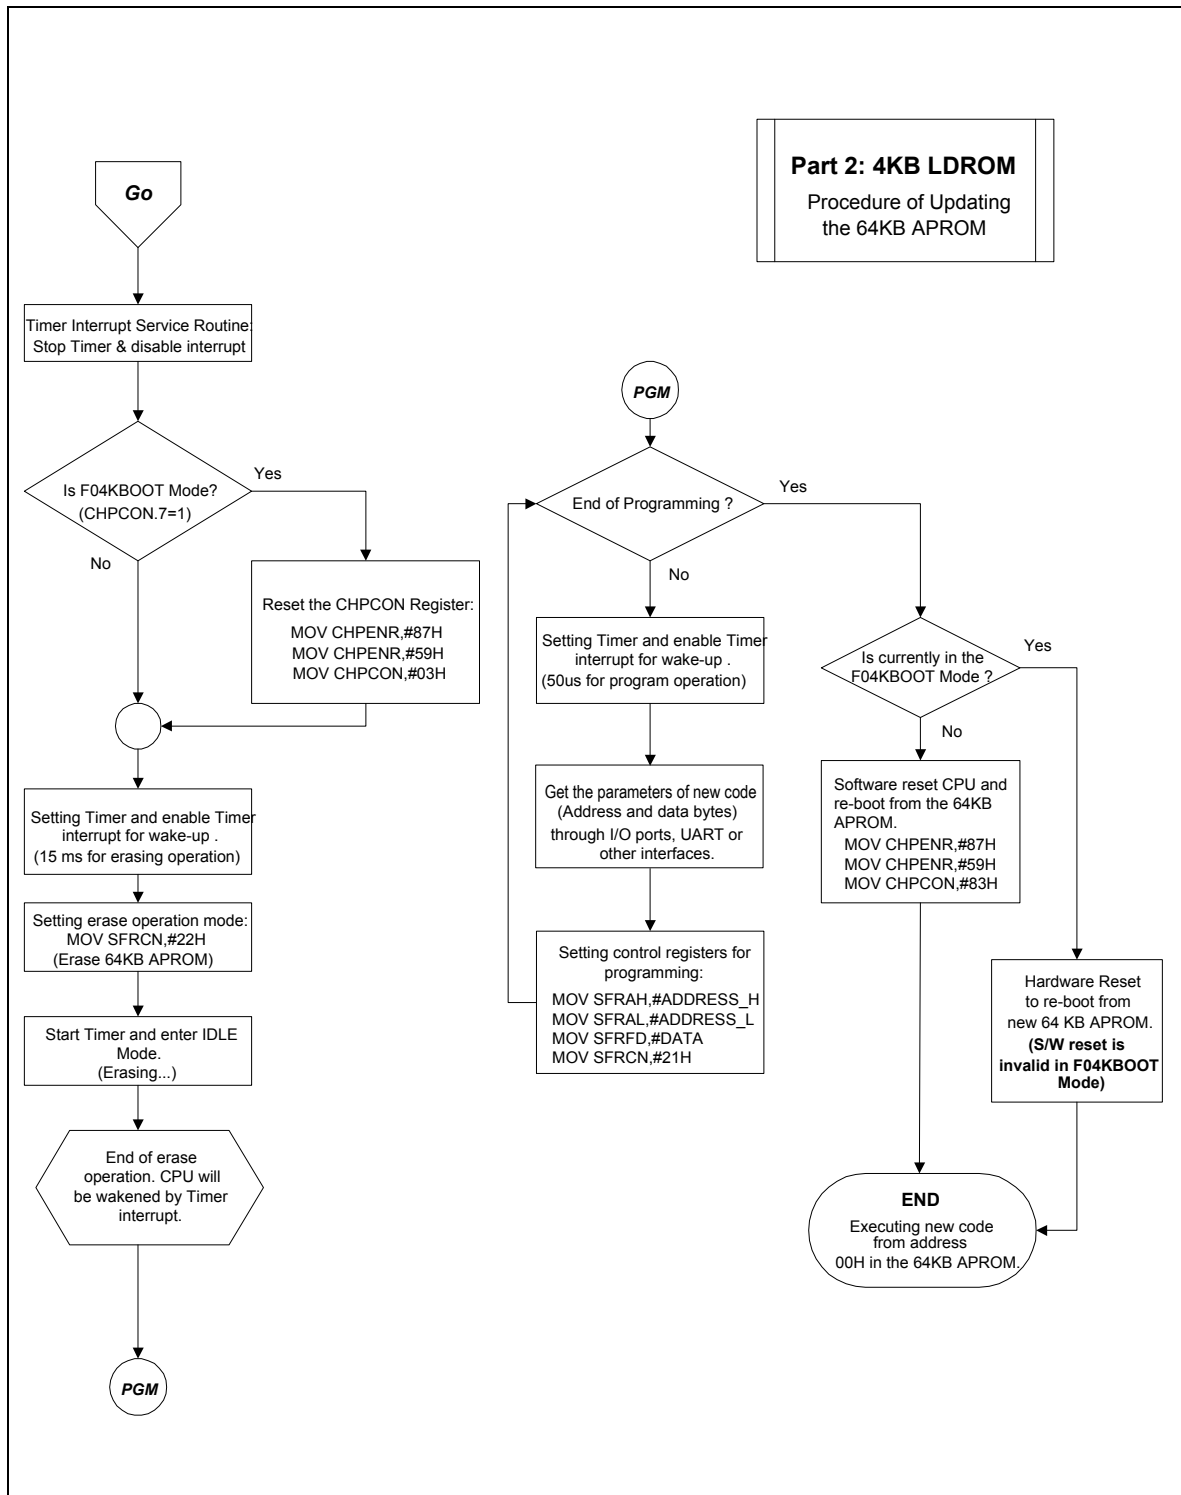 Part 2: 4KB LDROM
Procedure of Updating
the 64KB APROM
Go
Timer Interrupt Service Routine:
Stop Timer & disable interrupt
Is F04KBOOT Mode?
(CHPCON.7=1)
Yes
No
Reset the CHPCON Register:
MOV CHPENR,#87H
MOV CHPENR,#59H
MOV CHPCON,#03H
Setting Timer and enable Timer
interrupt for wake-up .
(15 ms for erasing operation)
Setting erase operation mode:
MOV SFRCN,#22H
(Erase 64KB APROM)
Start Timer and enter IDLE
Mode.
(Erasing...)
End of erase
operation. CPU will
be wakened by Timer
interrupt.
PGM
PGM
End of Programming ?
Yes
No
Setting Timer and enable Timer
interrupt for wake-up .
(50us for program operation)
Get the parameters of new code
(Address and data bytes)
through I/O ports, UART or
other interfaces.
Setting control registers for
programming:
MOV SFRAH,#ADDRESS_H
MOV SFRAL,#ADDRESS_L
MOV SFRFD,#DATA
MOV SFRCN,#21H
Is currently in the
F04KBOOT Mode ?
Yes
No
Software reset CPU and
re-boot from the 64KB
APROM.
MOV CHPENR,#87H
MOV CHPENR,#59H
MOV CHPCON,#83H
Hardware Reset
to re-boot from
new 64 KB APROM.
(S/W reset is
invalid in F04KBOOT
Mode)
END
Executing new code
from address
00H in the 64KB APROM.